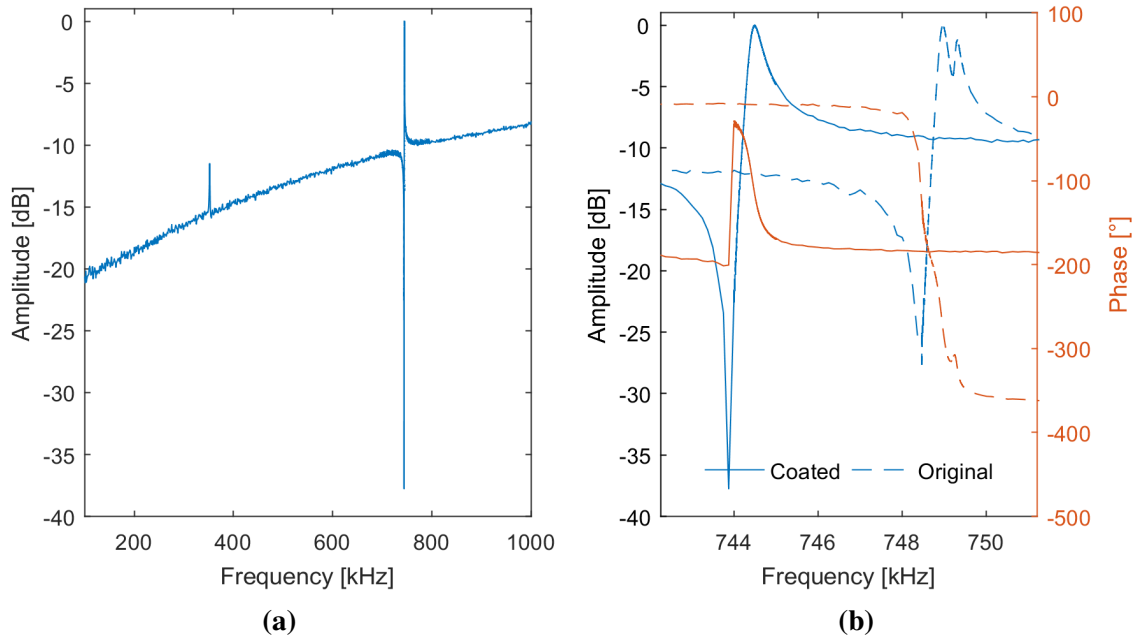 0
-5
-10
-15
-20
-25
-30
-35
-40
Amplitude [dB]
200 400 600 800 1000
Frequency [kHz]
(a)
0
-5
-10
-15
-20
-25
-30
-35
-40
Amplitude [dB]
744 746 748 750
Frequency [kHz]
100
0
-100
-200
-300
-400
-500
Phase [°]
Coated Original
(b)